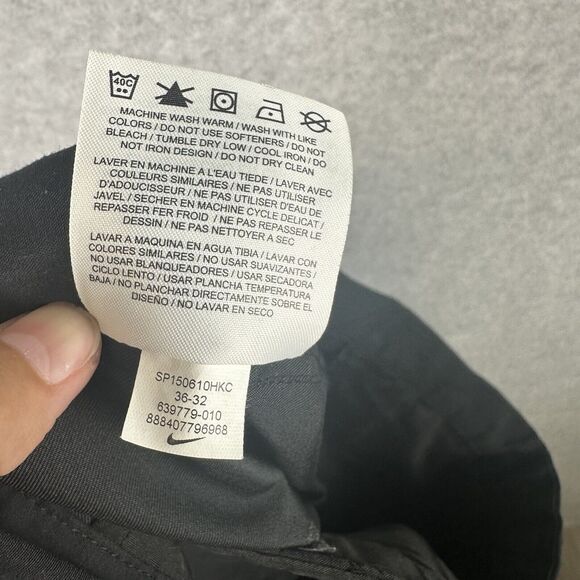 40C
MACHINE WASH WARM / WASH WITH LIKE
COLORS / DO NOT USE SOFTENERS / DO NOT
BLEACH / TUMBLE DRY LOW / COOL IRON / DO
NOT IRON DESIGN / DO NOT DRY CLEAN
LAVER EN MACHINE A L'EAU TIEDE / LAVER AVEC
COULEURS SIMILAIRES / NE PAS UTILISER
D'ADOUCISSEUR / NE PAS UTILISER D'EAU DE
JAVEL / SECHER EN MACHINE CYCLE DELICAT /
REPASSER FER FROID / NE PAS REPASSER LE
DESSIN / NE PAS NETTOYER A SEC
LAVAR A MAQUINA EN AGUA TIBIA / LAVAR CON
COLORES SIMILARES / NO USAR SUAVIZANTES /
NO USAR BLANQUEADORES / USAR SECADORA
CICLO LENTO / USAR PLANCHA TEMPERATURA
BAJA / NO PLANCHAR DIRECTAMENTE SOBRE EL
DISEÑO / NO LAVAR EN SECO
SP150610HKC
36-32
639779-010
888407796968